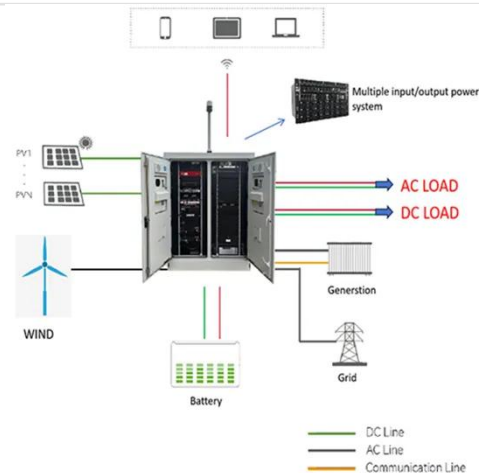 Multiple input/output power
system
PV1
PVN
AC LOAD
DC LOAD
Generstion
WIND
Grid
Battery
DC Line
AC Line
Communication Line